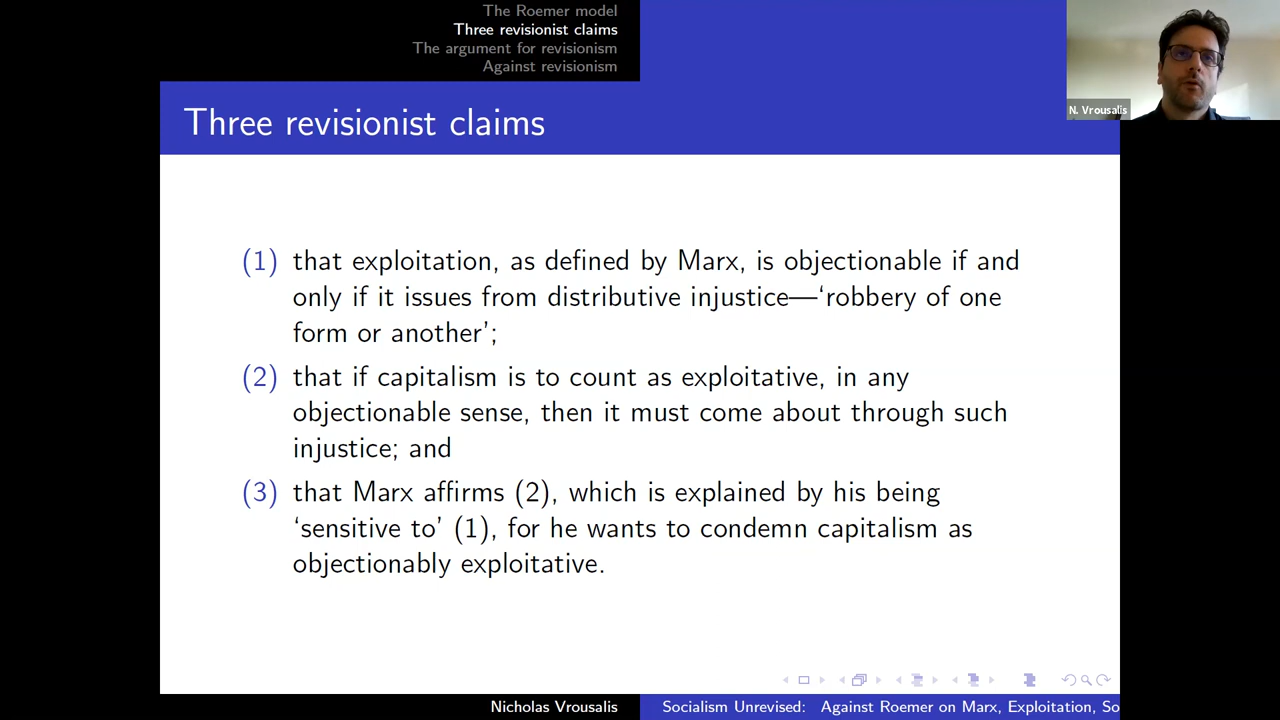 The Roemer model
Three revisionist claims
The argument for revisionism
Against revisionism
N. Vrousalis
Three revisionist claims
(1) that exploitation, as defined by Marx, is objectionable if and
only if it issues from distributive injustice—‘robbery of one
form or another’;
(2) that if capitalism is to count as exploitative, in any
objectionable sense, then it must come about through such
injustice; and
(3) that Marx affirms (2), which is explained by his being
‘sensitive to’ (1), for he wants to condemn capitalism as
objectionably exploitative.
Nicholas Vrousalis
Socialism Unrevised: Against Roemer on Marx, Exploitation, So